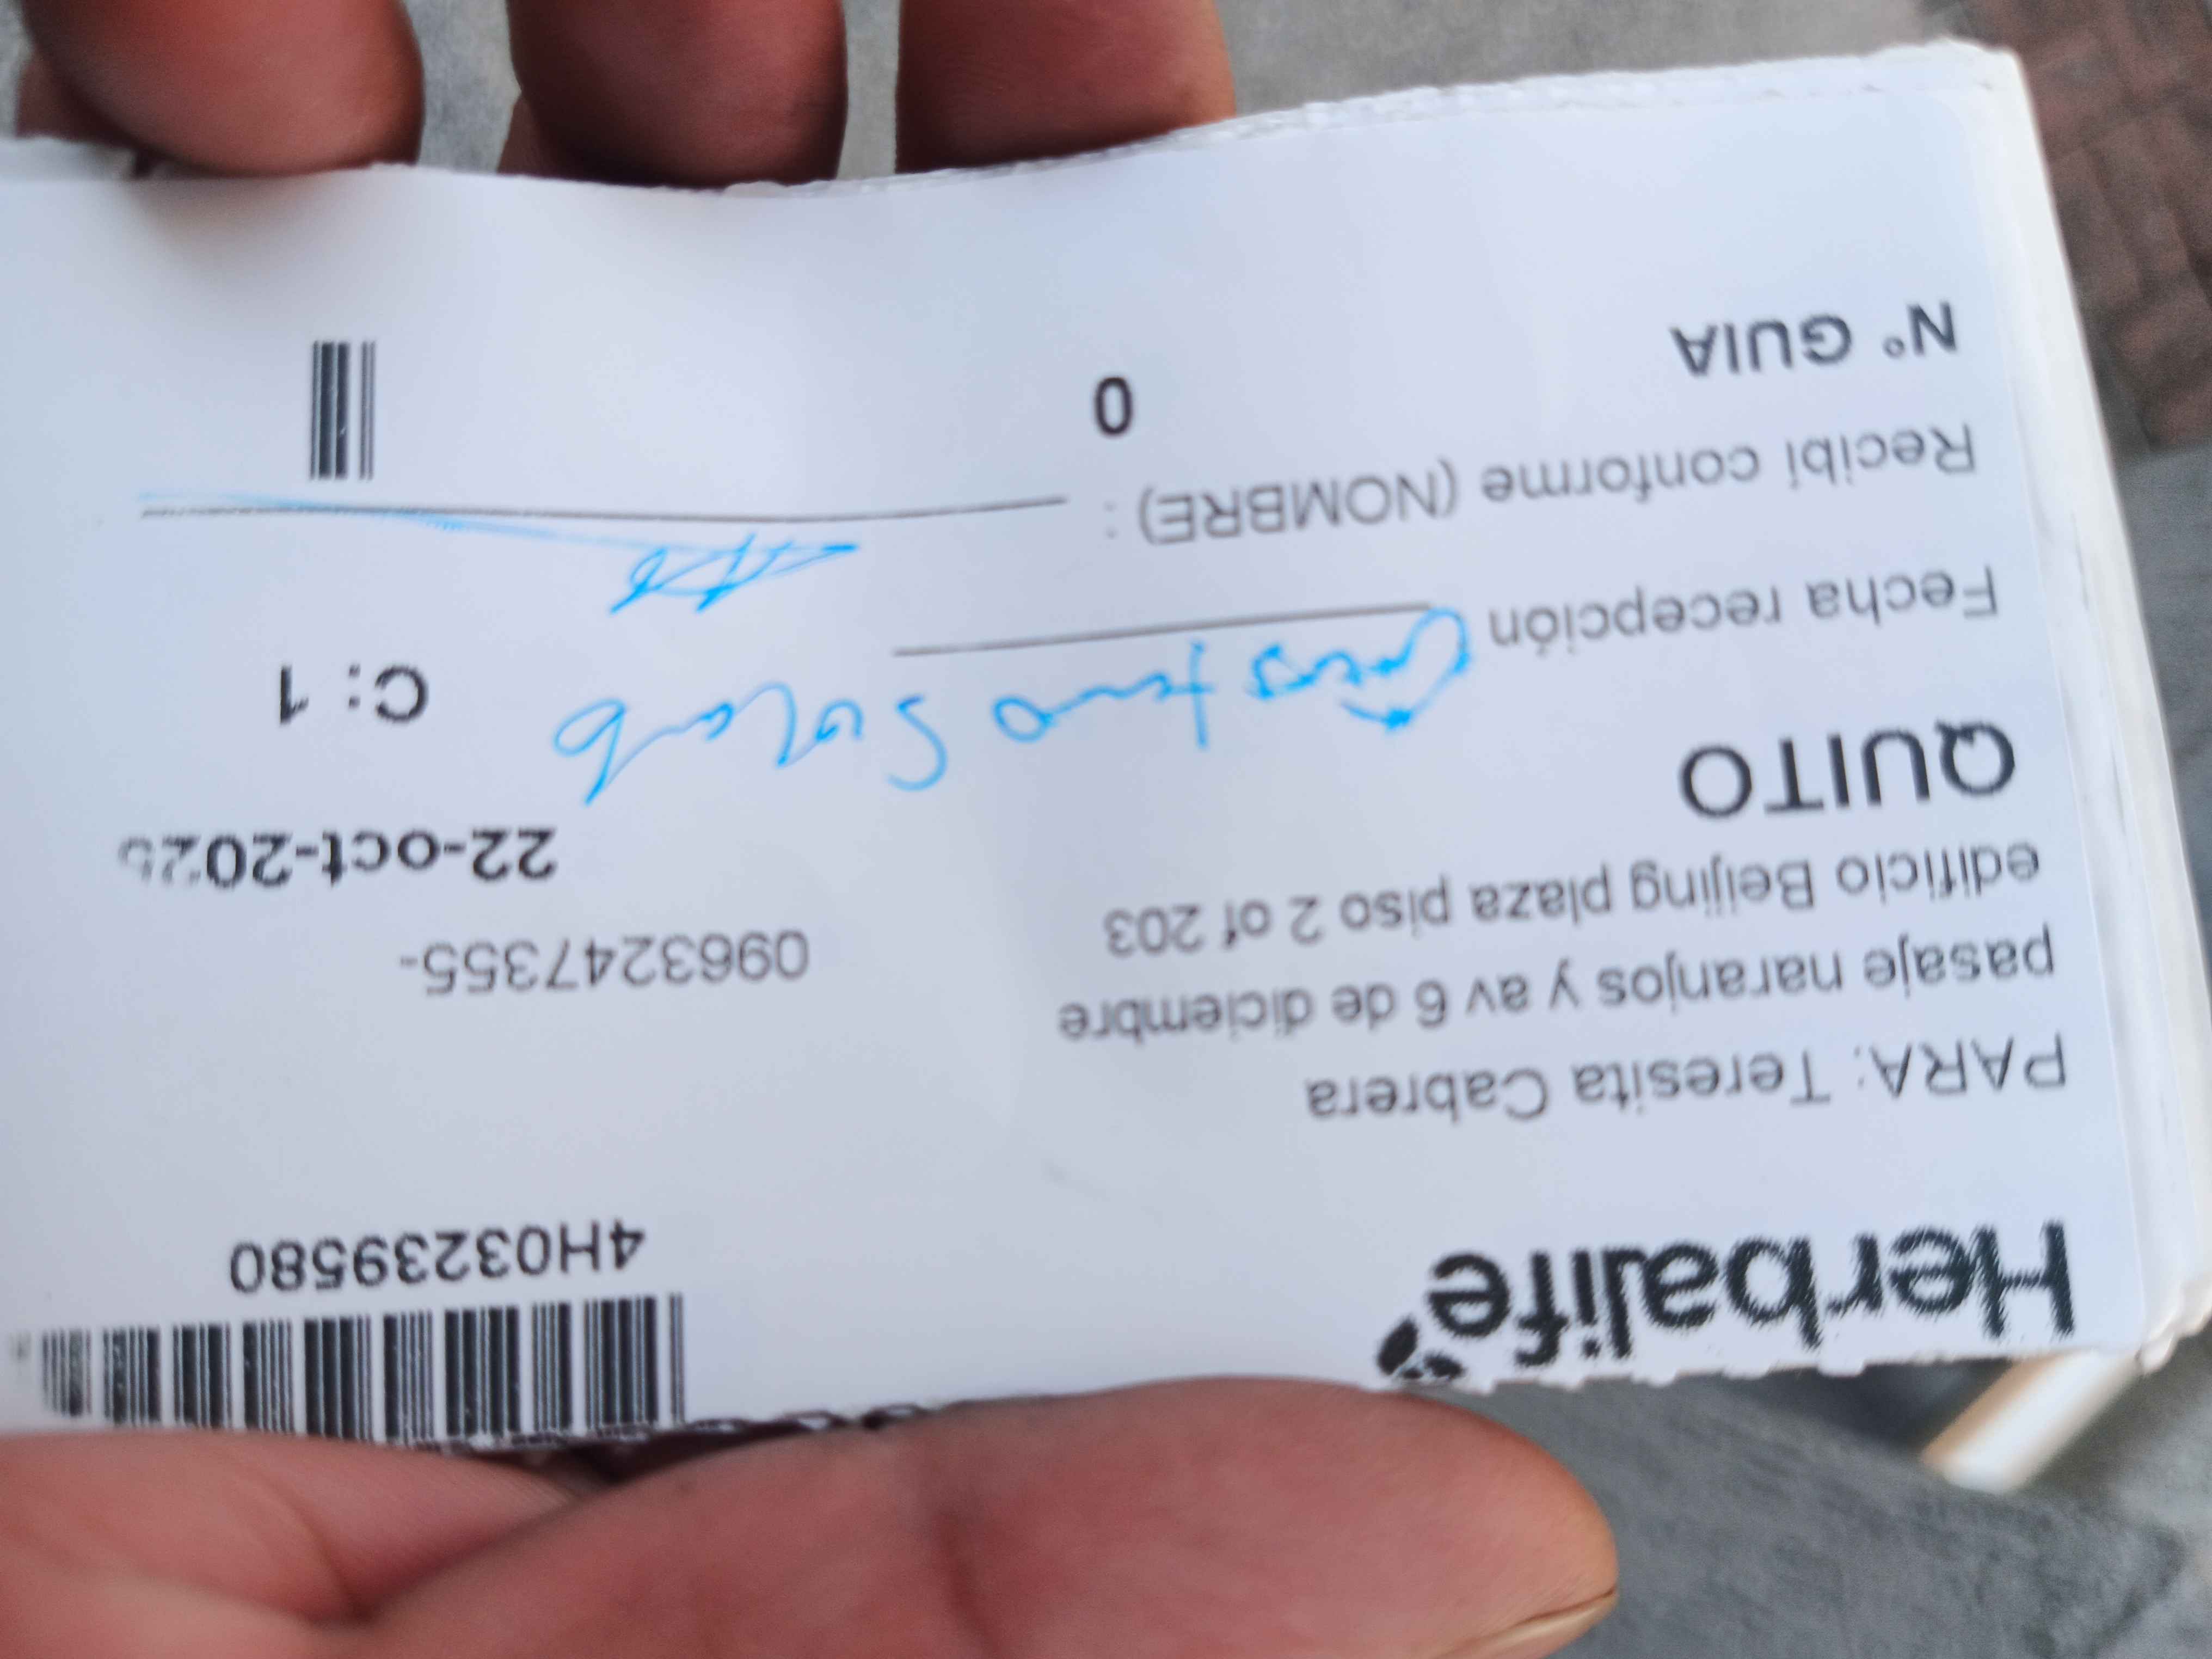 Herbalife
4H03239580
PARA: Teresita Cabrera
pasaje naranjos y av 6 de diciembre
edificio Beijing plaza piso 2 of 203
0963247355-
QUITO
22-oct-2025
Fecha recepción
C: 1
Recibí conforme (NOMBRE) :
N° GUIA
0